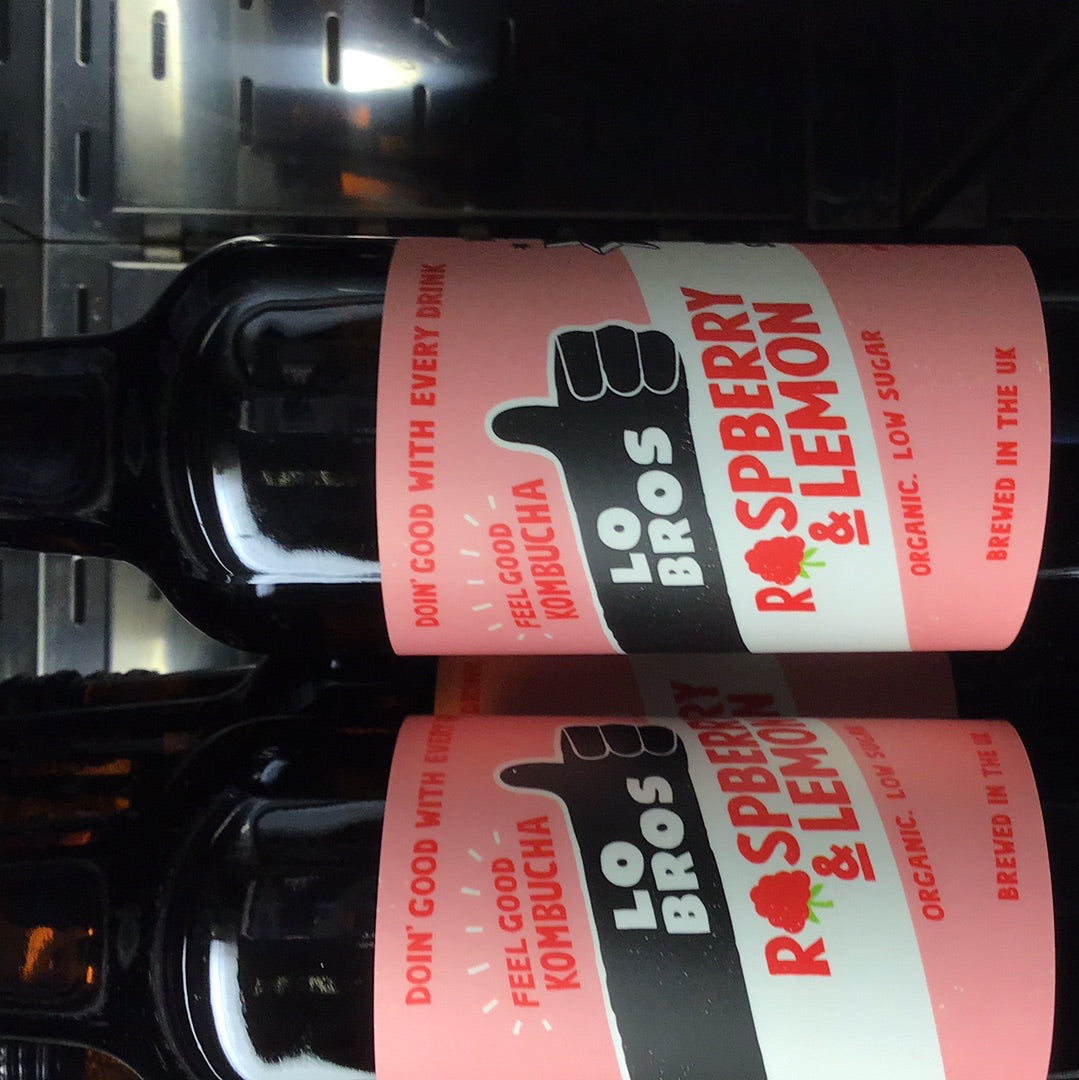 DOIN' GOOD WITH EVERY DRINK
FEEL GOOD
KOMBUCHA
LO
BROS
RASPBERRY
& LEMON
ORGANIC. LOW SUGAR
BREWED IN THE UK
DOIN' GOOD WITH EVERY
FEEL GOOD
KOMBUCHA
LO
BROS
RASPBERRY
& LEMON
ORGANIC. LOW SUGAR
BREWED IN THE UK
DRINK